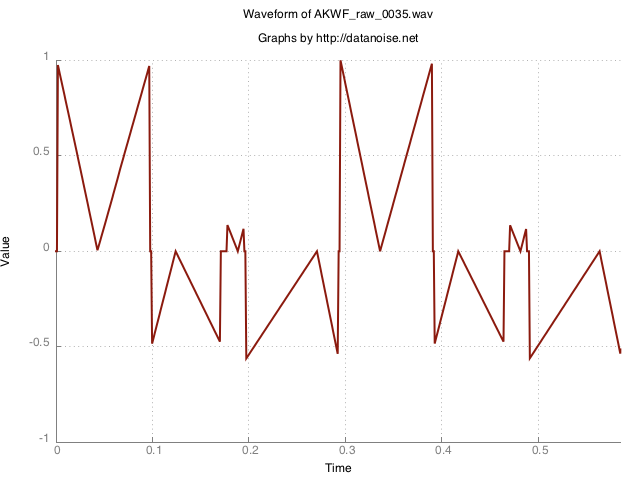 Waveform of AKWF_raw_0035.wav
Graphs by http://datanoise.net
1
0.5
0
-0.5
-1
Value
0 0.1 0.2 0.3 0.4 0.5
Time